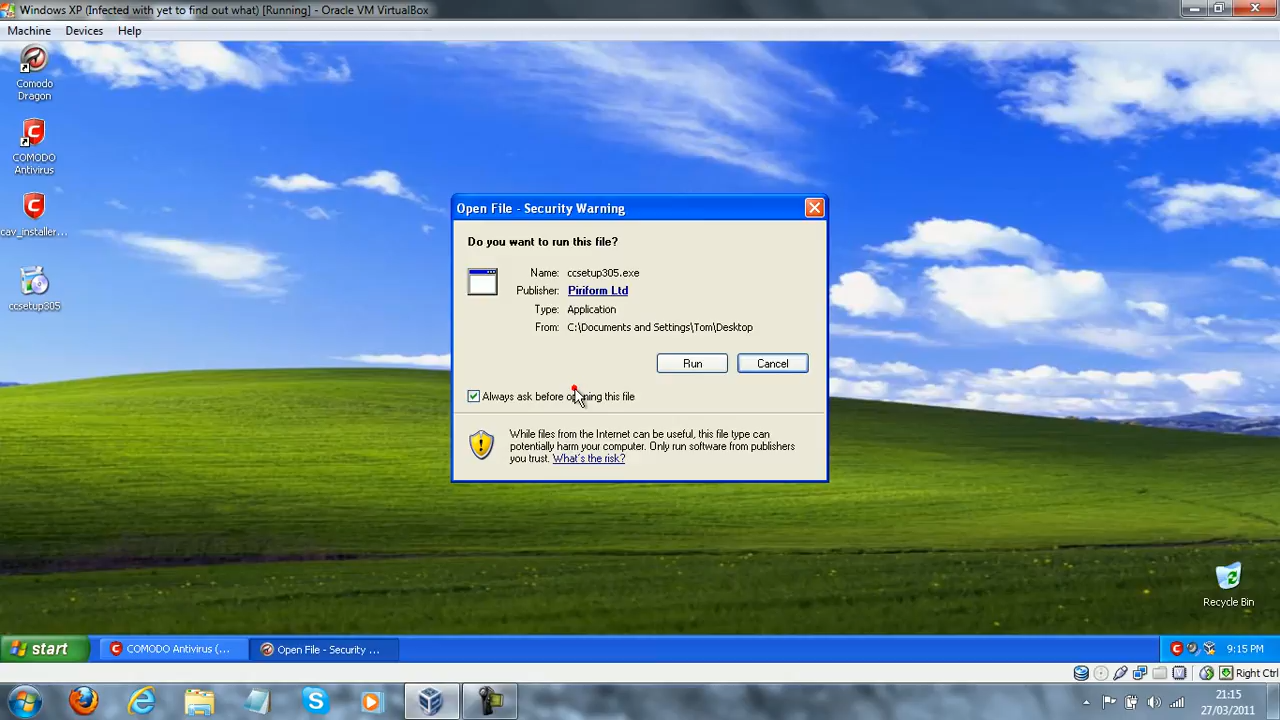 Windows XP (Infected with yet to find out what) [Running] - Oracle VM VirtualBox
Machine Devices Help
Comodo
Dragon
COMODO
Antivirus
cav_installer...
ccsetup305
Open File - Security Warning
Do you want to run this file?
Name: ccsetup305.exe
Publisher: Piriform Ltd
Type: Application
From: C:\Documents and Settings\Tom\Desktop
Run Cancel
Always ask before opening this file
While files from the Internet can be useful, this file type can
potentially harm your computer. Only run software from publishers
you trust. What's the risk?
Recycle Bin
start COMODO Antivirus (... Open File - Security ... 9:15 PM
Right Ctrl
21:15
27/03/2011